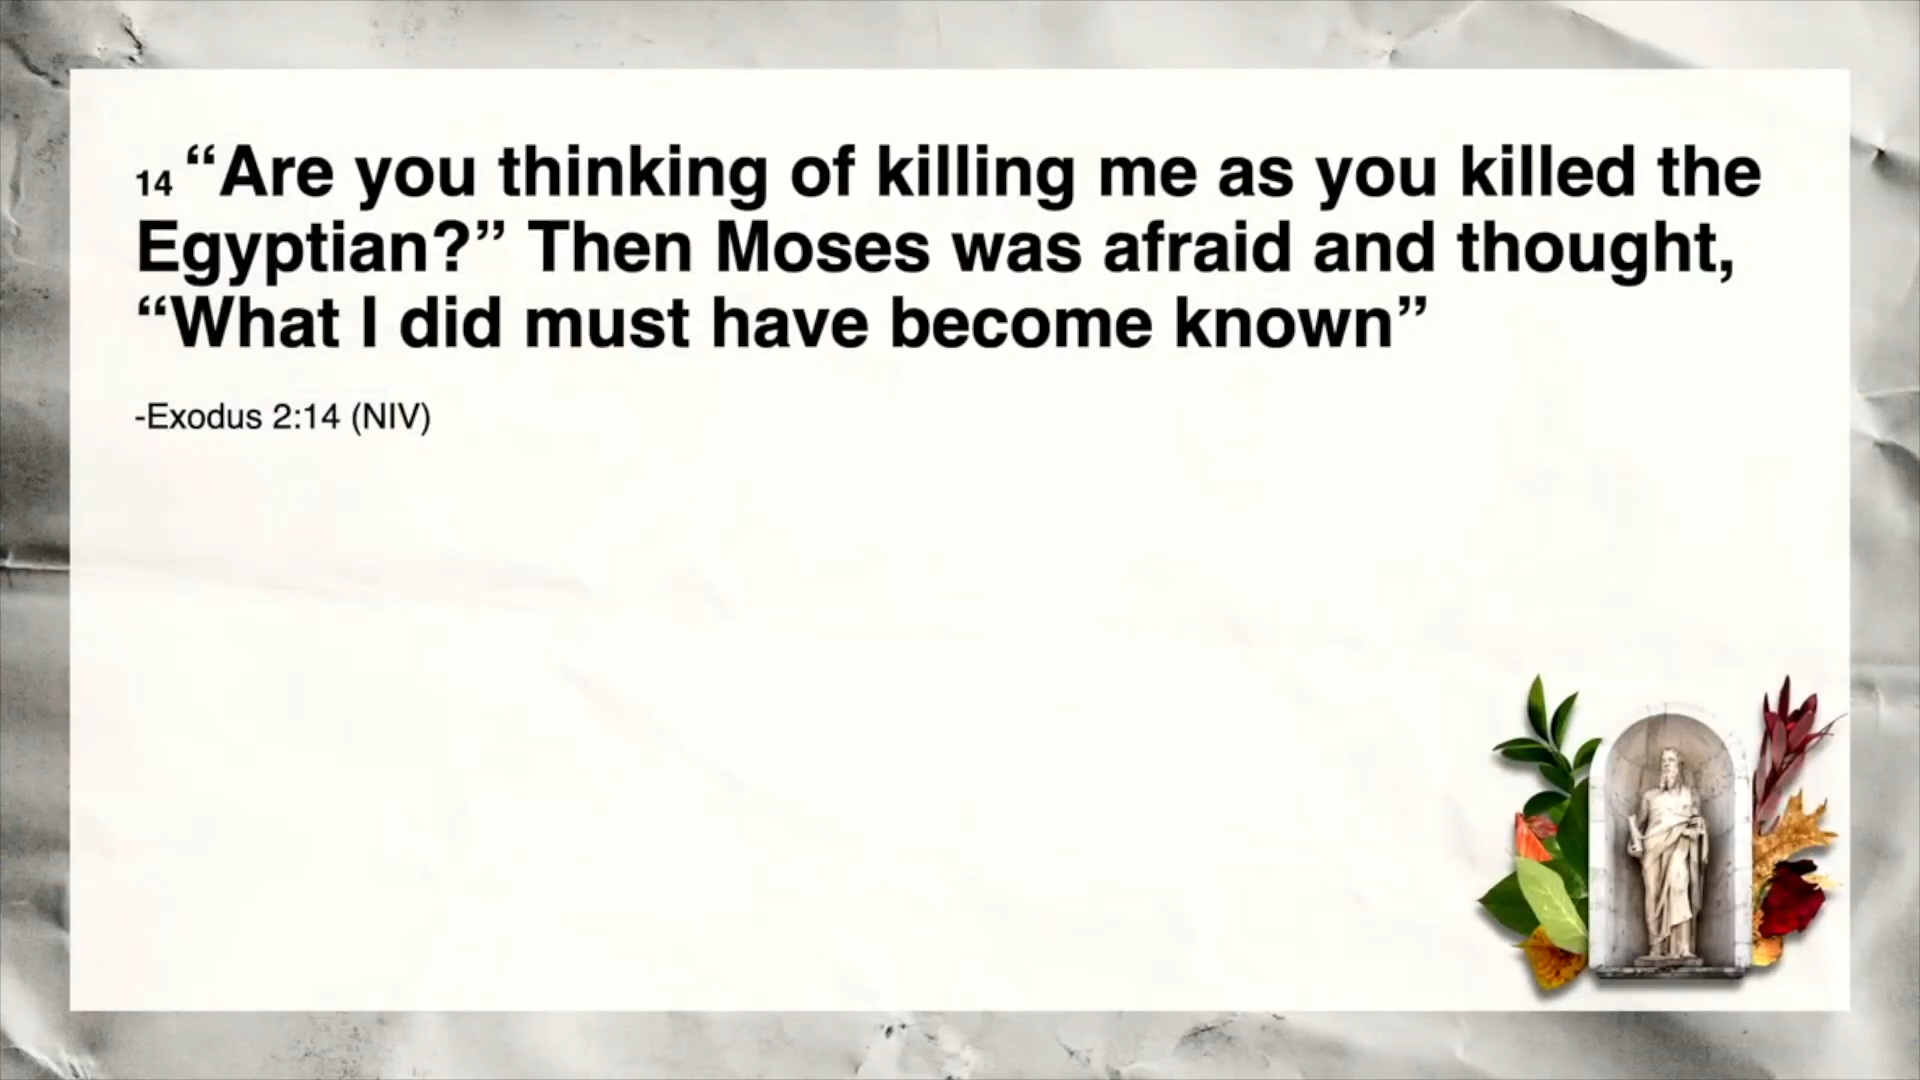 14 “Are you thinking of killing me as you killed the
Egyptian?” Then Moses was afraid and thought,
“What I did must have become known”
-Exodus 2:14 (NIV)